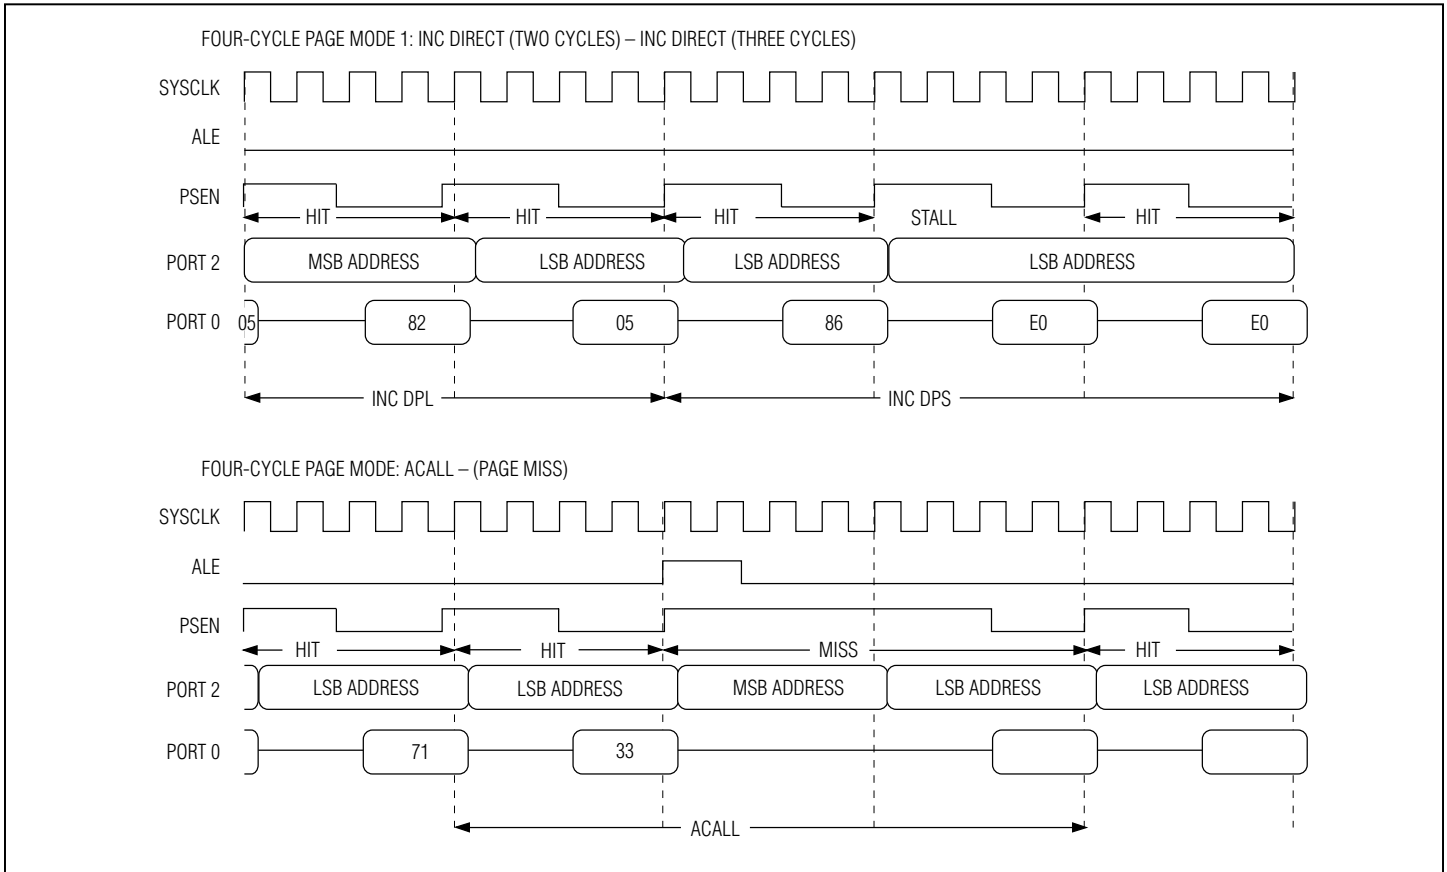 FOUR-CYCLE PAGE MODE 1: INC DIRECT (TWO CYCLES) – INC DIRECT (THREE CYCLES)
SYSCLK
ALE
PSEN
HIT HIT HIT STALL HIT
PORT 2 MSB ADDRESS LSB ADDRESS LSB ADDRESS LSB ADDRESS
PORT 0 05 82 05 86 E0 E0
INC DPL INC DPS
FOUR-CYCLE PAGE MODE: ACALL – (PAGE MISS)
SYSCLK
ALE
PSEN
HIT HIT MISS HIT
PORT 2 LSB ADDRESS LSB ADDRESS MSB ADDRESS LSB ADDRESS LSB ADDRESS
PORT 0 71 33
ACALL